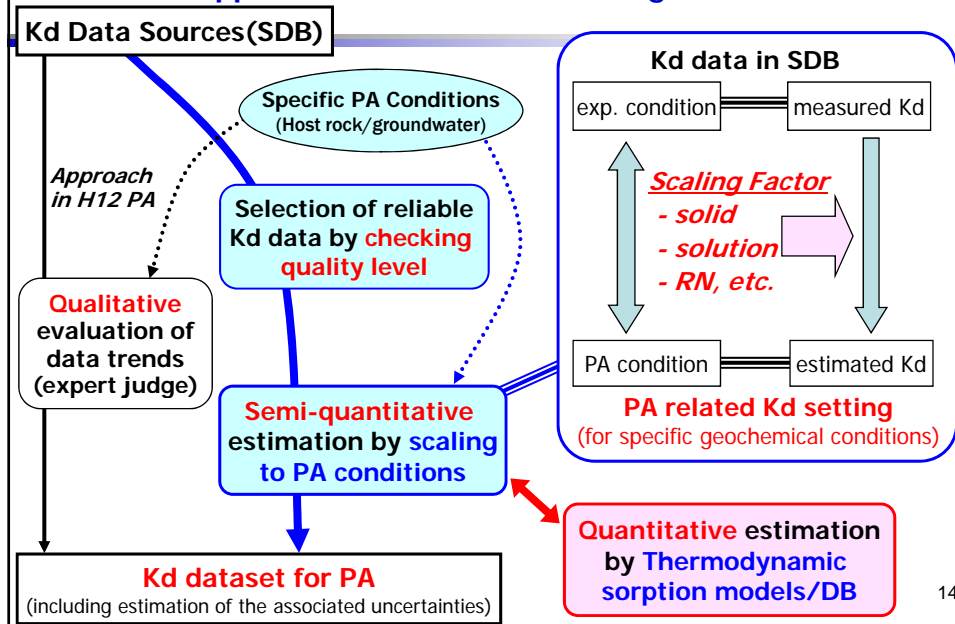 Kd Data Sources(SDB)
Specific PA Conditions
(Host rock/groundwater)
Approach
in H12 PA
Selection of reliable
Kd data by checking
quality level
Qualitative
evaluation of
data trends
(expert judge)
Semi-quantitative
estimation by scaling
to PA conditions
Kd dataset for PA
(including estimation of the associated uncertainties)
Kd data in SDB
exp. condition
measured Kd
Scaling Factor
- solid
- solution
- RN, etc.
PA condition
estimated Kd
PA related Kd setting
(for specific geochemical conditions)
Quantitative estimation
by Thermodynamic
sorption models/DB
14